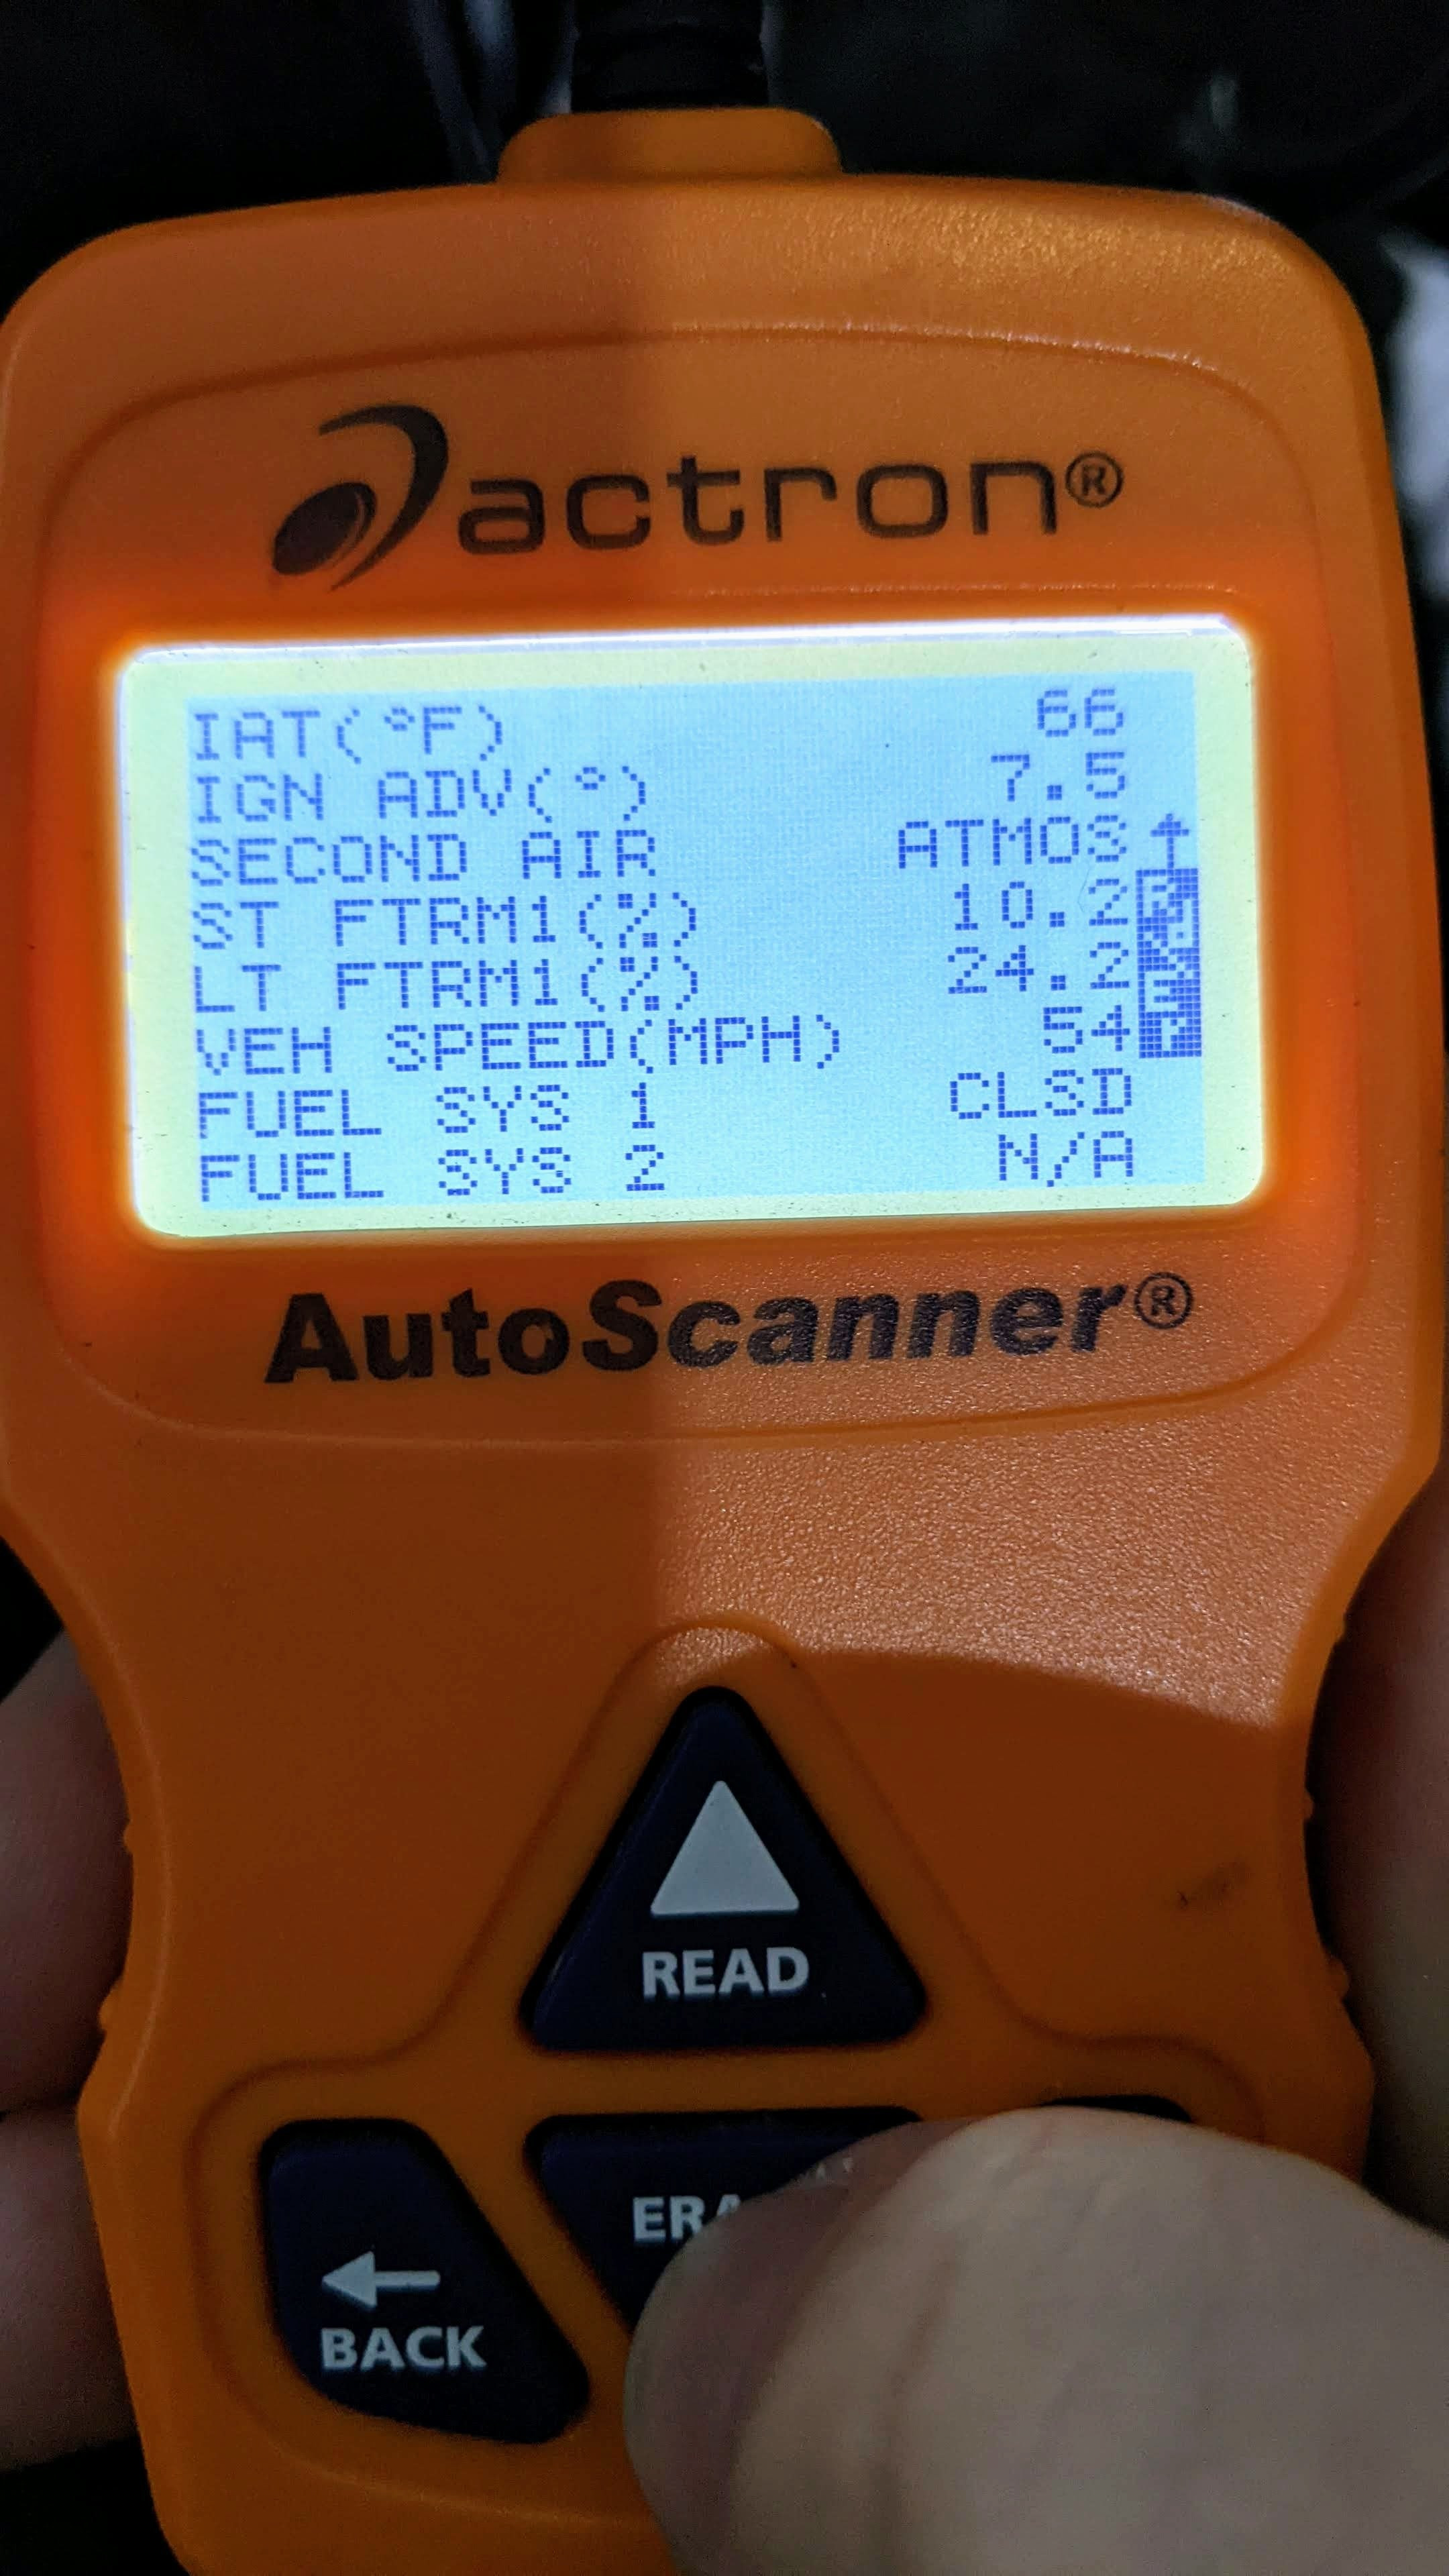 actron®
IAT(°F) 66
IGN ADV(°) 7.5
SECOND AIR ATMOS
ST FTRM1(%) 10.2
LT FTRM1(%) 24.2
VEH SPEED(MPH) 54
FUEL SYS 1 CLSD
FUEL SYS 2 N/A
AutoScanner®
READ
BACK